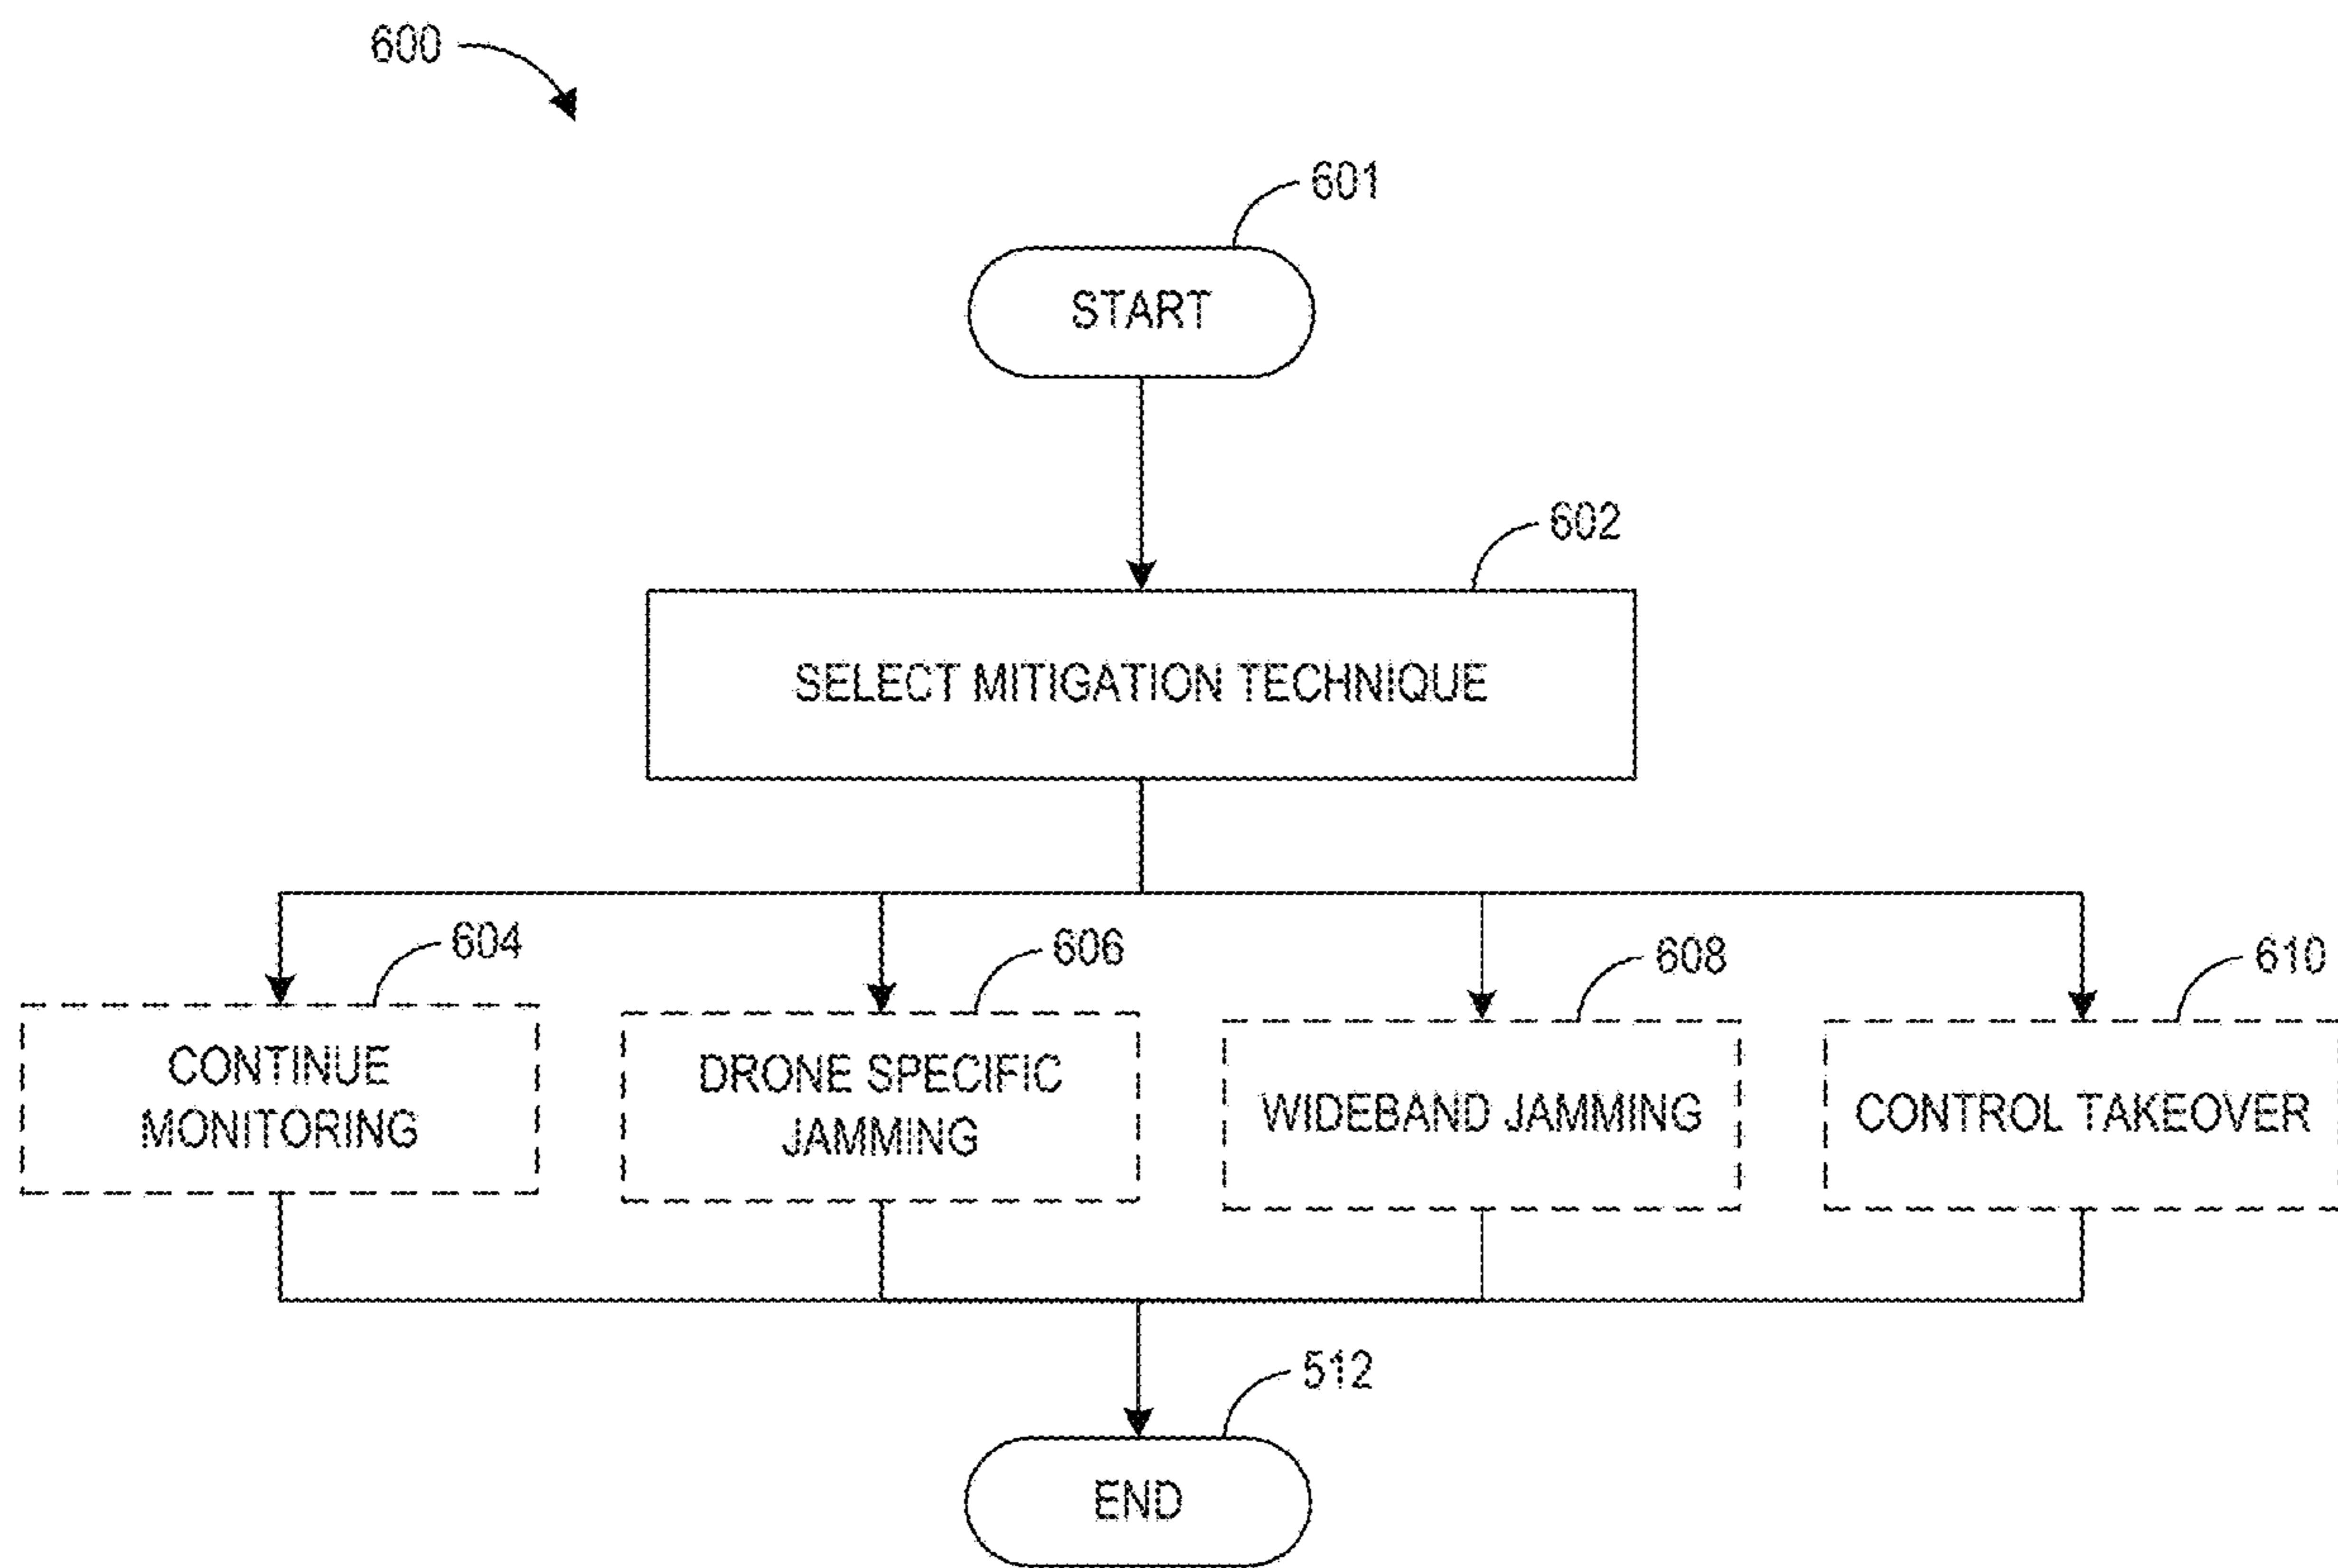 600
601
START
602
SELECT MITIGATION TECHNIQUE
604
606
608
610
CONTINUE
MONITORING
DRONE SPECIFIC
JAMMING
WIDEBAND JAMMING
CONTROL TAKEOVER
512
END